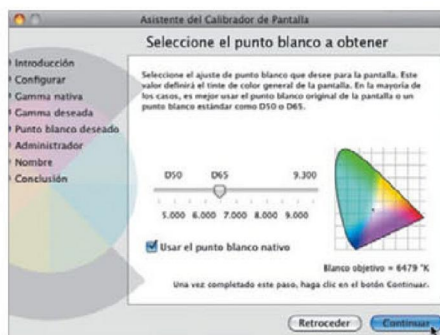 Asistente del Calibrador de Pantalla
Seleccione el punto blanco a obtener
Introducción
Configurar
Gamma nativa
Gamma deseada
Punto blanco deseado
Administrador
Nombre
Conclusión
Seleccione el ajuste de punto blanco que desee para la pantalla. Este
valor definirá el tinte de color general de la pantalla. En la mayoría
de los casos, es mejor usar el punto blanco original de la pantalla o un
punto blanco estándar como D50 o D65.
D50 D65 9.300
5.000 6.000 7.000 8.000 9.000
Usar el punto blanco nativo
Blanco objetivo = 6479 °K
Una vez completado este paso, haga clic en el botón Continuar.
Retroceder Continuar